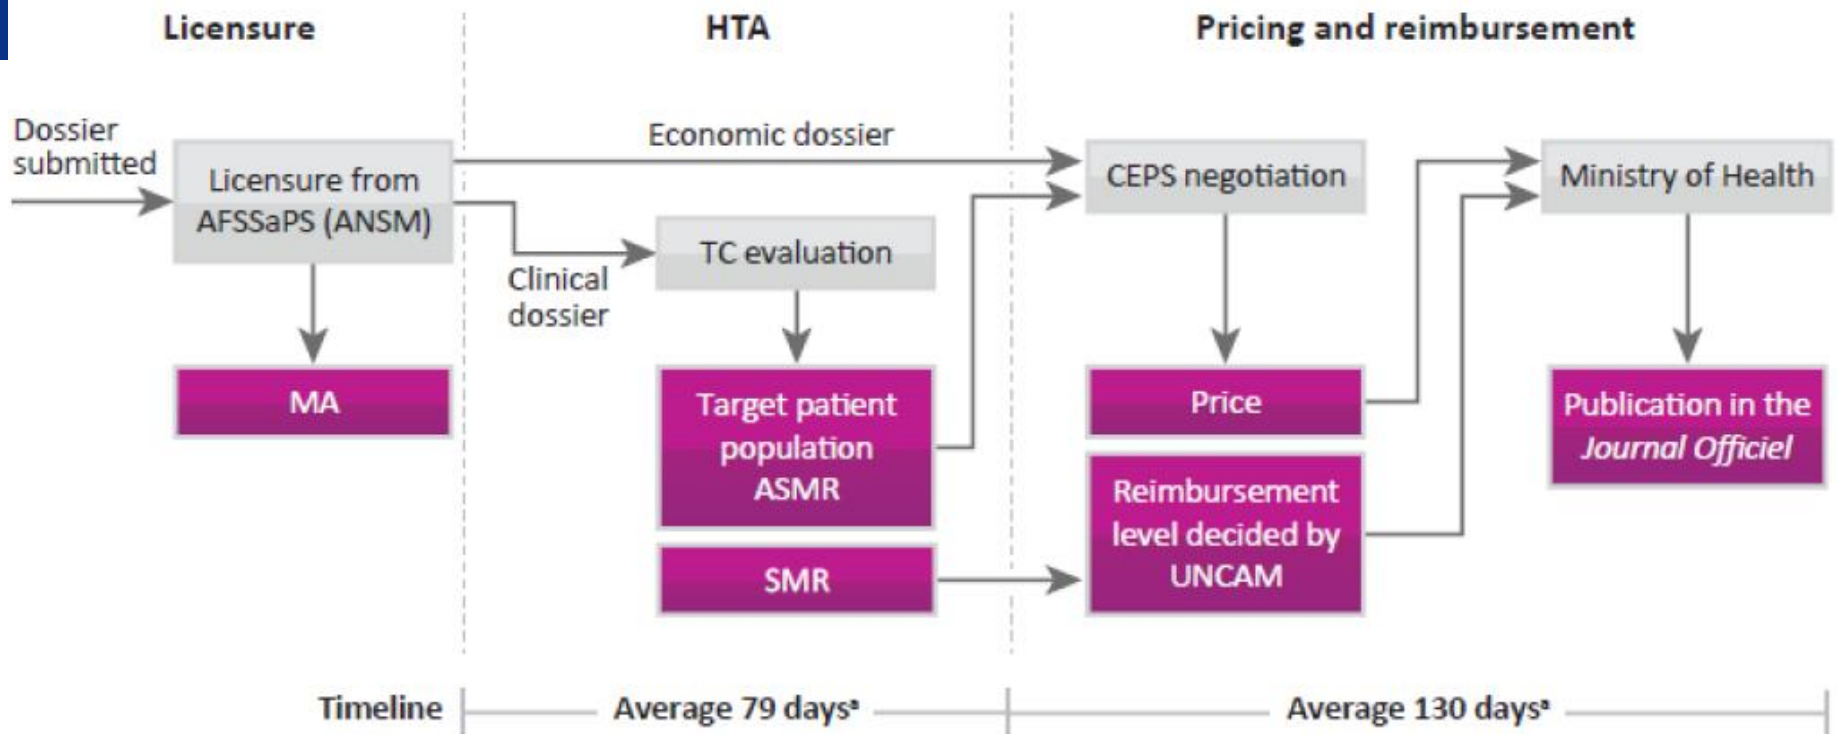 Licensure
HTA
Pricing and reimbursement
Dossier
submitted
Licensure from
AFSSaPS (ANSM)
MA
Economic dossier
Clinical
dossier
TC evaluation
Target patient
population
ASMR
SMR
CEPS negotiation
Price
Reimbursement
level decided by
UNCAM
Ministry of Health
Publication in the
Journal Officiel
Timeline
Average 79 daysᵃ
Average 130 daysᵃ